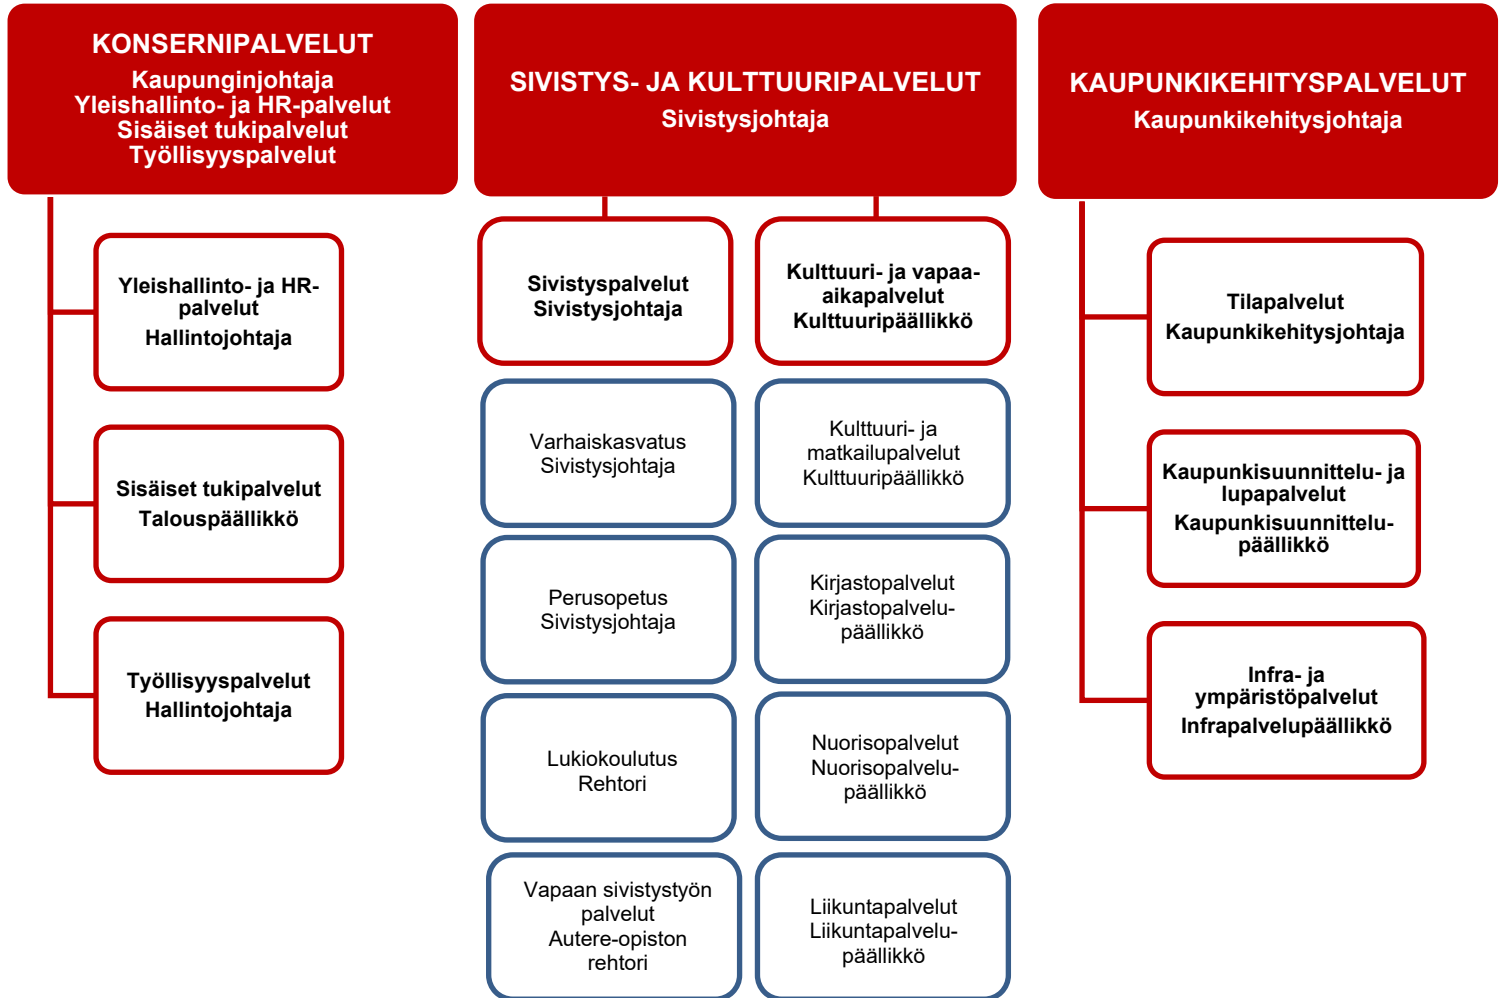 KONSERNIPALVELUT
Kaupunginjohtaja
Yleishallinto- ja HR-palvelut
Sisäiset tukipalvelut
Työllisyyspalvelut
Yleishallinto- ja HR-
palvelut
Hallintojohtaja
Sisäiset tukipalvelut
Talouspäällikkö
Työllisyyspalvelut
Hallintojohtaja
SIVISTYS- JA KULTTUURIPALVELUT
Sivistysjohtaja
Sivistyspalvelut
Sivistysjohtaja
Varhaiskasvatus
Sivistysjohtaja
Perusopetus
Sivistysjohtaja
Lukiokoulutus
Rehtori
Vapaan sivistystyön
palvelut
Autere-opiston
rehtori
Kulttuuri- ja vapaa-
aikapalvelut
Kulttuuripäällikkö
Kulttuuri- ja
matkailupalvelut
Kulttuuripäällikkö
Kirjastopalvelut
Kirjastopalvelu-
päällikkö
Nuorisopalvelut
Nuorisopalvelu-
päällikkö
Liikuntapalvelut
Liikuntapalvelu-
päällikkö
KAUPUNKIKEHITYSPALVELUT
Kaupunkikehitysjohtaja
Tilapalvelut
Kaupunkikehitysjohtaja
Kaupunkisuunnittelu- ja
lupapalvelut
Kaupunkisuunnittelu-
päällikkö
Infra- ja
ympäristöpalvelut
Infrapalvelupäällikkö